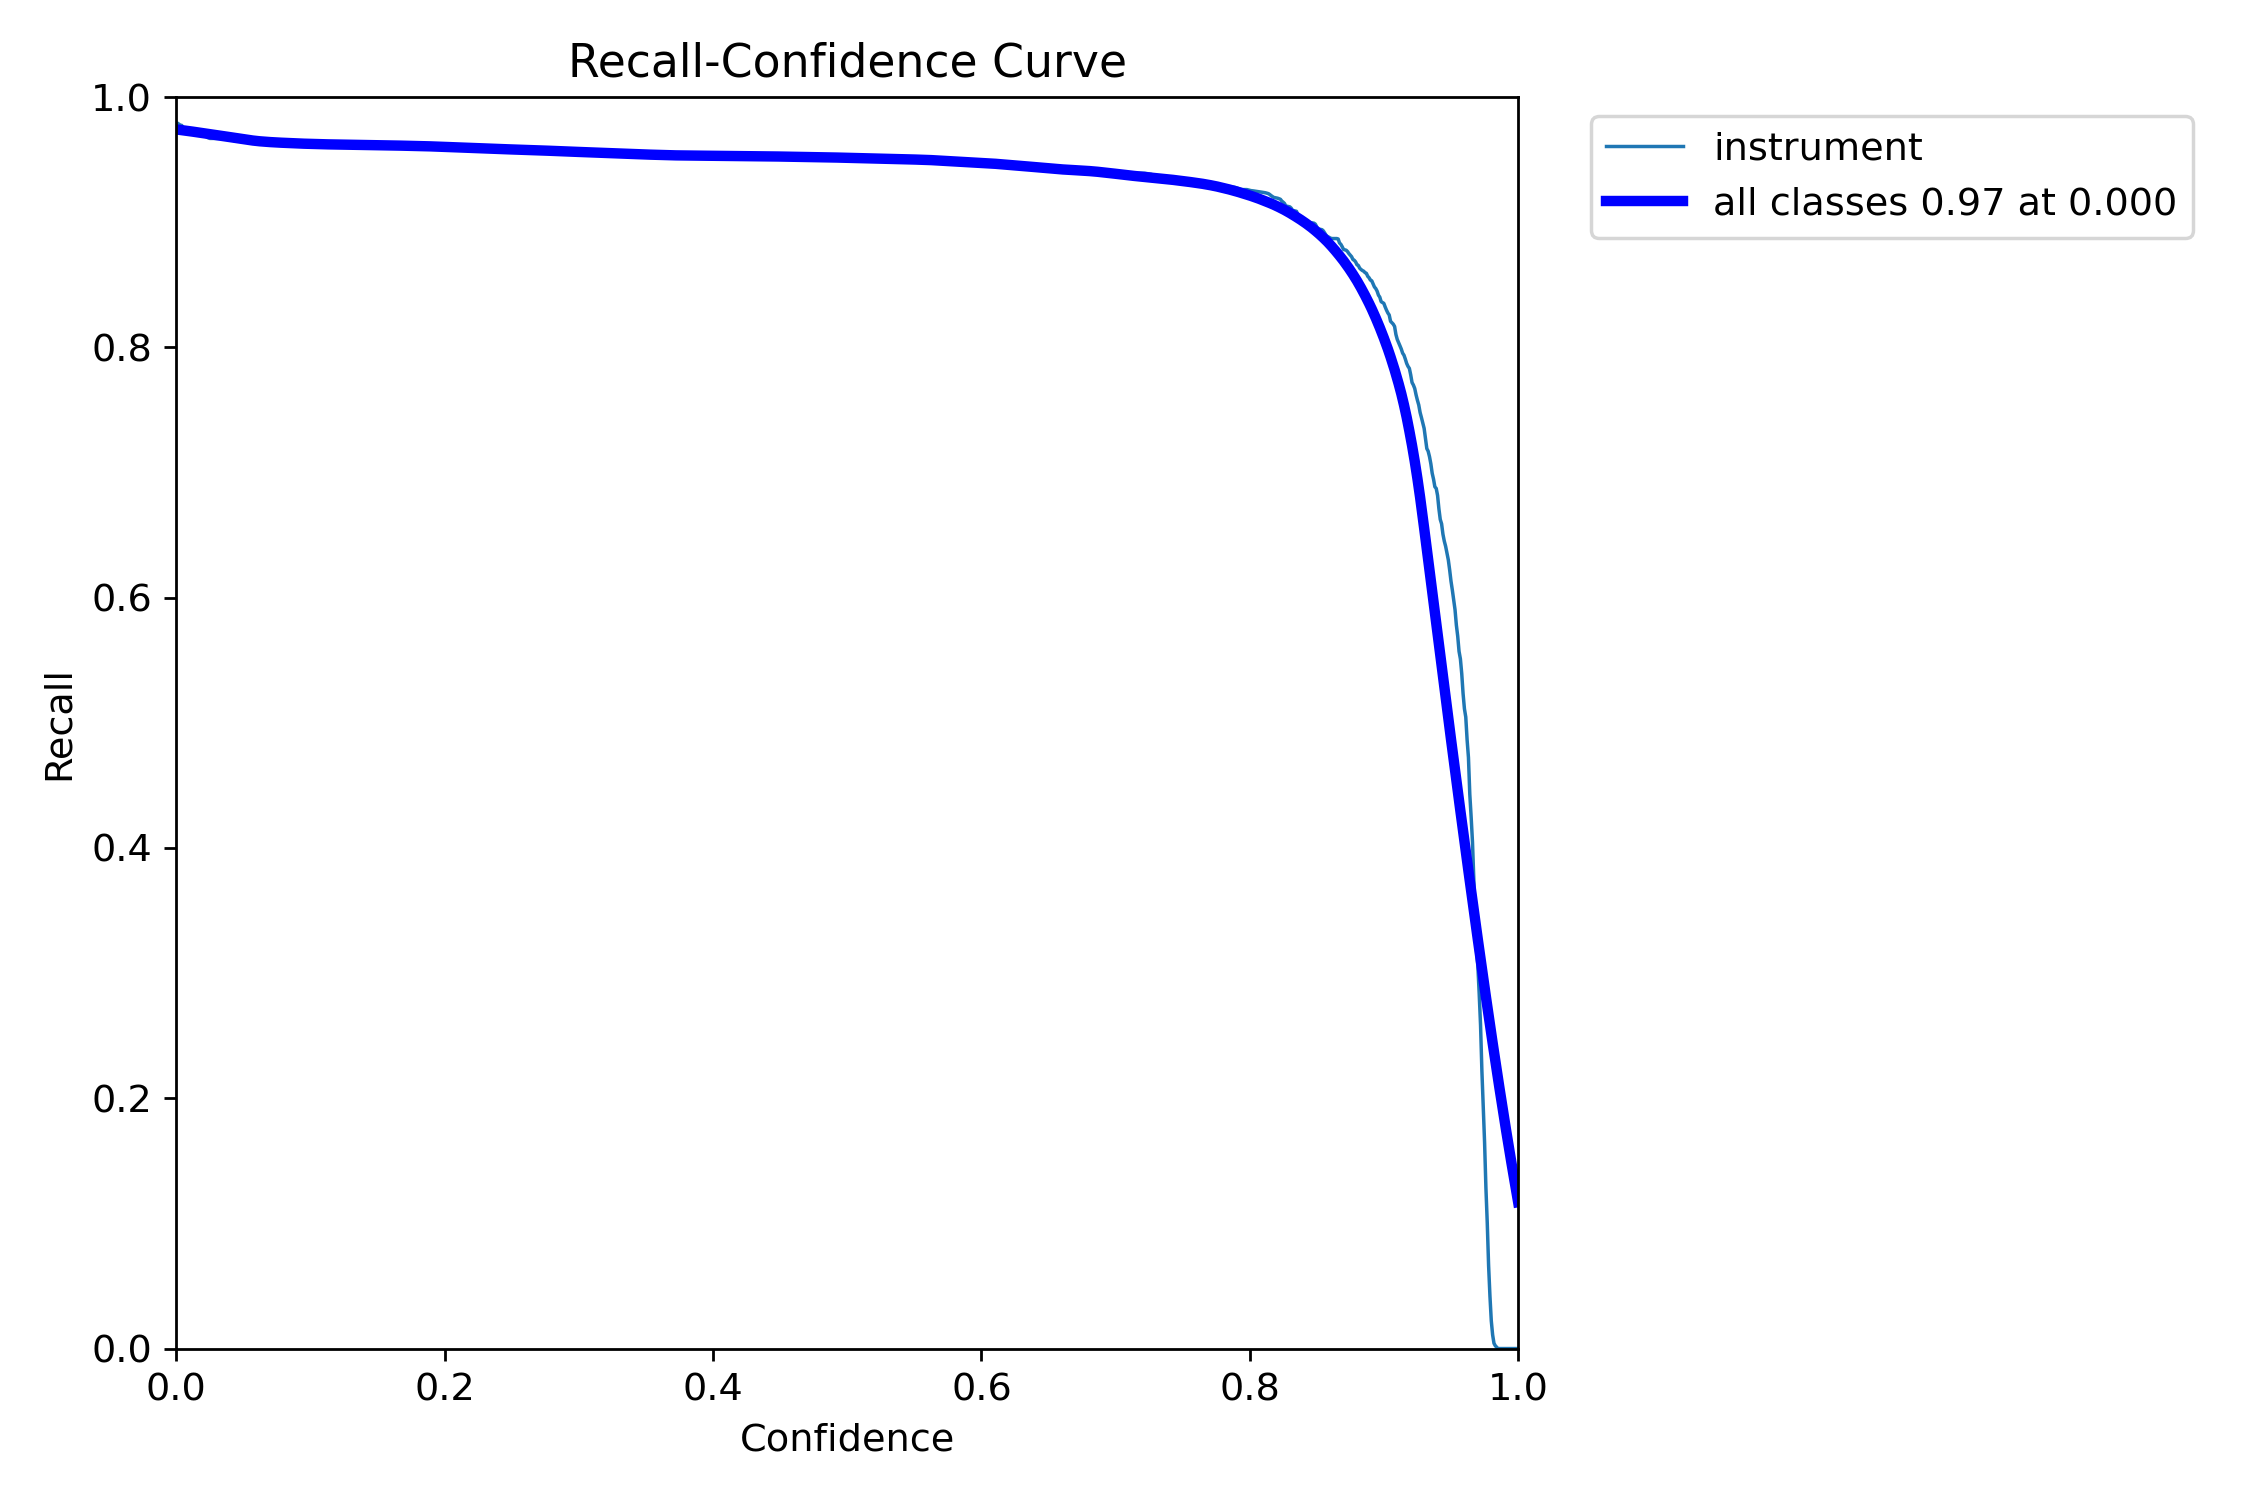 Recall-Confidence Curve
instrument
all classes 0.97 at 0.000
1.0
0.8
0.6
0.4
0.2
0.0
Recall
0.0 0.2 0.4 0.6 0.8 1.0
Confidence